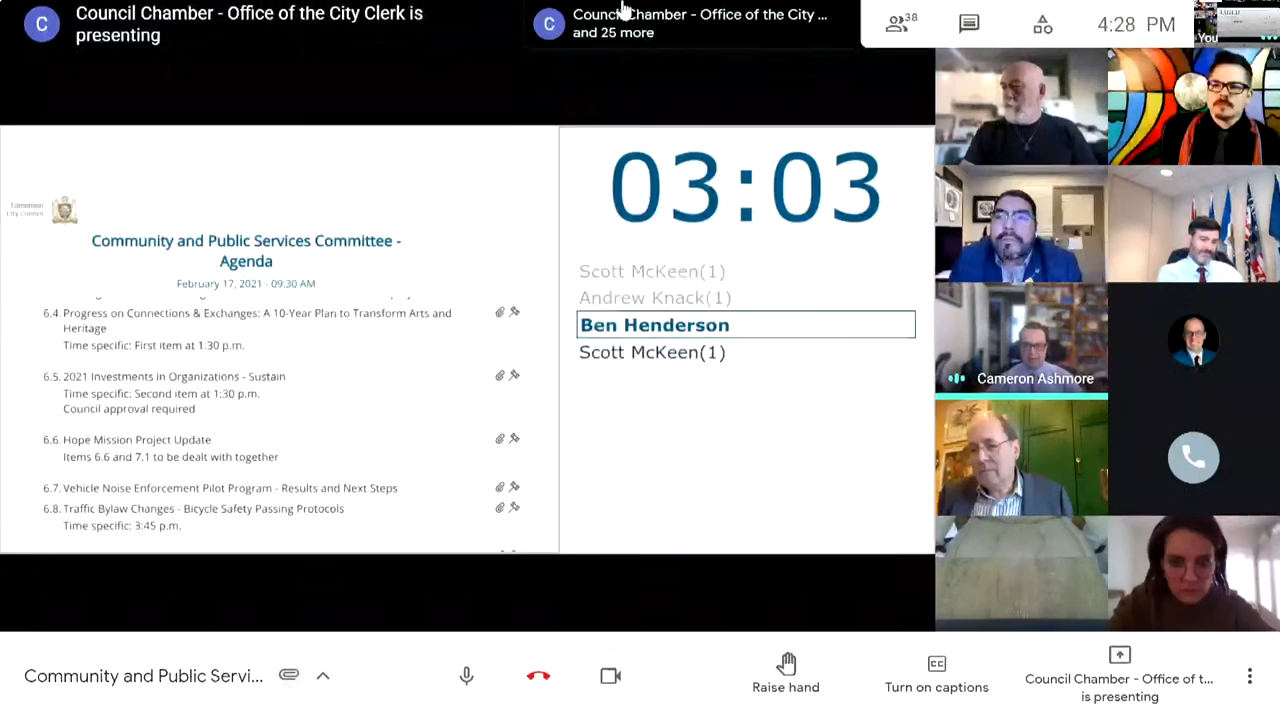 C
Council Chamber - Office of the City Clerk is
presenting
C
Council Chamber - Office of the City ...
and 25 more
38
4:28 PM
You
Edmonton
City Council
Community and Public Services Committee -
Agenda
February 17, 2021 - 09:30 AM
6.4 Progress on Connections & Exchanges: A 10-Year Plan to Transform Arts and
Heritage
Time specific: First item at 1:30 p.m.
6.5. 2021 Investments in Organizations - Sustain
Time specific: Second item at 1:30 p.m.
Council approval required
6.6. Hope Mission Project Update
Items 6.6 and 7.1 to be dealt with together
6.7. Vehicle Noise Enforcement Pilot Program - Results and Next Steps
6.8. Traffic Bylaw Changes - Bicycle Safety Passing Protocols
Time specific: 3:45 p.m.
03:03
Scott McKeen(1)
Andrew Knack(1)
Ben Henderson
Scott McKeen(1)
Cameron Ashmore
Community and Public Servi...
Raise hand
CC
Turn on captions
Council Chamber - Office of t...
is presenting